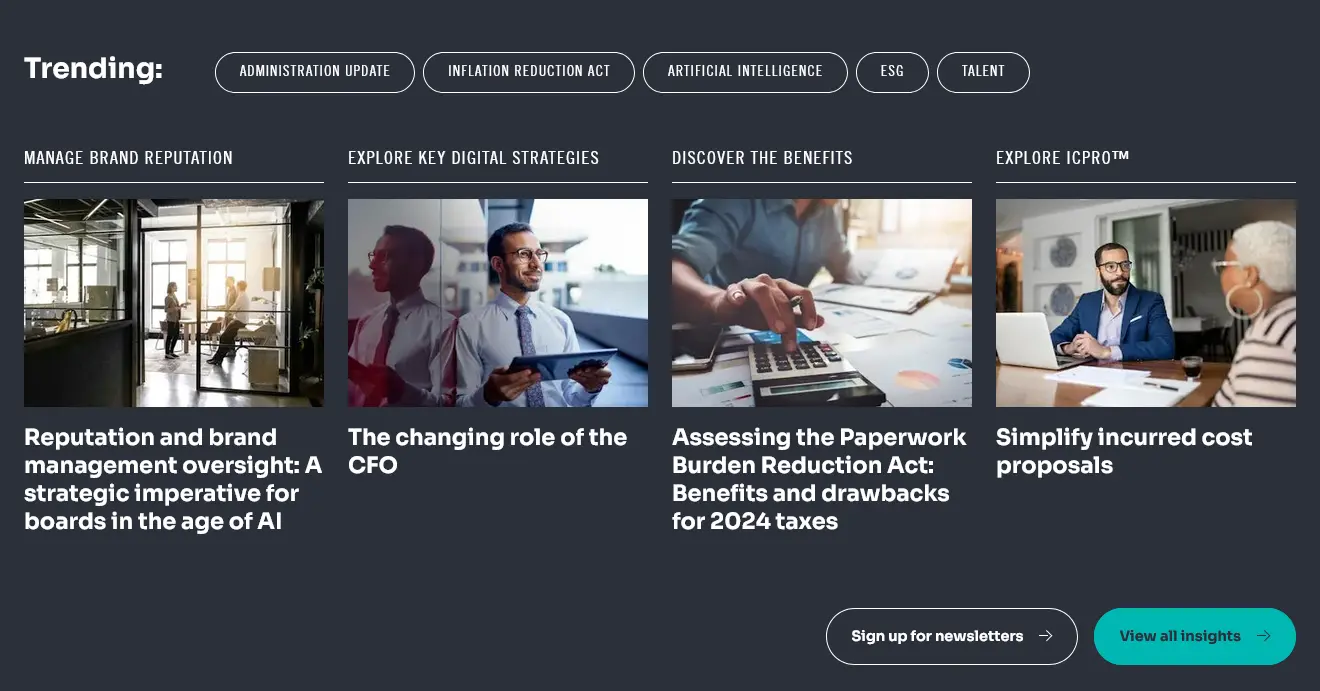 Trending:
ADMINISTRATION UPDATE
INFLATION REDUCTION ACT
ARTIFICIAL INTELLIGENCE
ESG
TALENT
MANAGE BRAND REPUTATION
Reputation and brand
management oversight: A
strategic imperative for
boards in the age of AI
EXPLORE KEY DIGITAL STRATEGIES
The changing role of the
CFO
DISCOVER THE BENEFITS
Assessing the Paperwork
Burden Reduction Act:
Benefits and drawbacks
for 2024 taxes
EXPLORE ICPRO™
Simplify incurred cost
proposals
Sign up for newsletters →
View all insights →